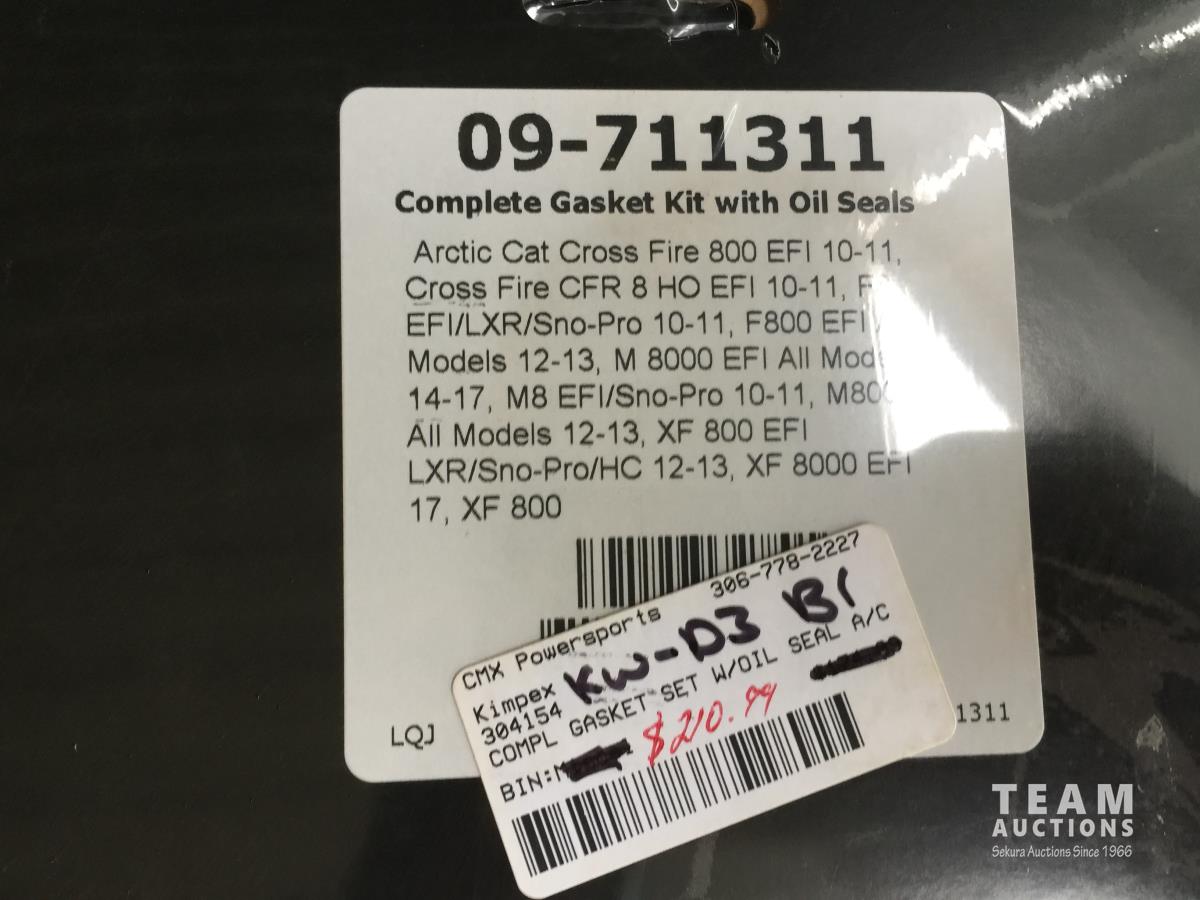 09-711311
Complete Gasket Kit with Oil Seals
Arctic Cat Cross Fire 800 EFI 10-11,
Cross Fire CFR 8 HO EFI 10-11,
EFI/LXR/Sno-Pro 10-11, F800 EFI
Models 12-13, M 8000 EFI All
14-17, M8 EFI/Sno-Pro 10-11,
All Models 12-13, XF 800 EFI
LXR/Sno-Pro/HC 12-13, XF 8000 EFI
17, XF 800
CMX Powersports 306-778-2227
Kimpex KW-D3 B1
304154
COMPL GASKET SET W/OIL SEAL A/C
BIN: $210.99
LQJ
1311
TEAM
AUCTIONS
Sekura Auctions Since 1966